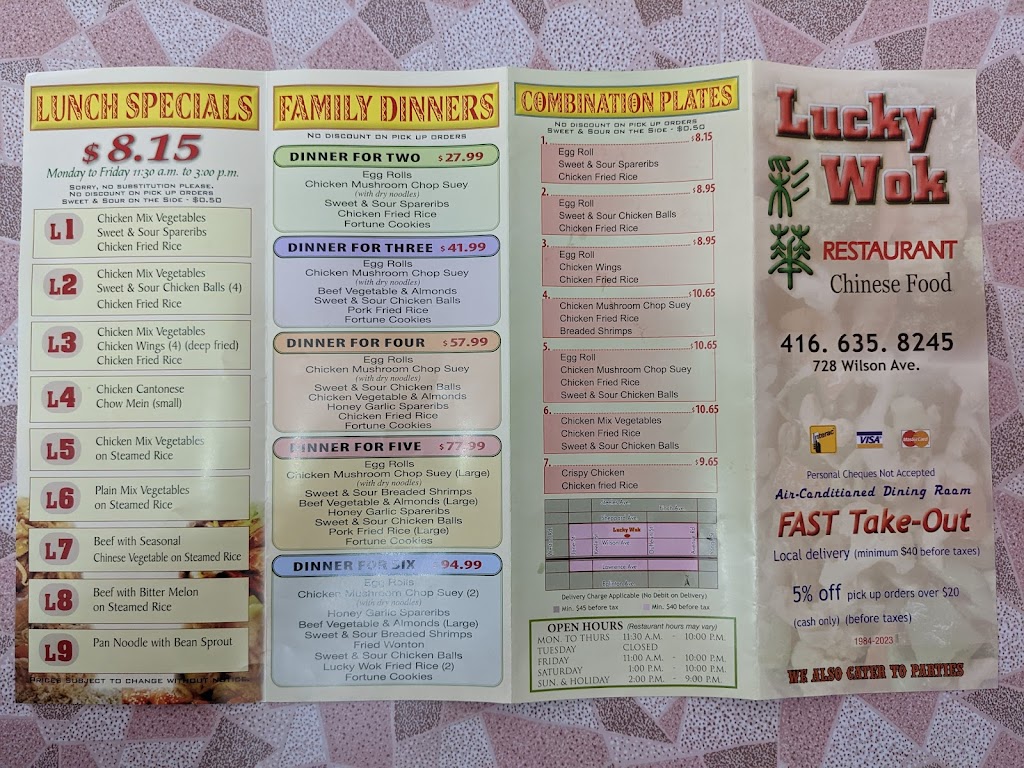 LUNCH SPECIALS
$8.15
Monday to Friday 11:30 a.m. to 3:00 p.m.
SORRY, NO SUBSTITUTION PLEASE,
NO DISCOUNT ON PICK UP ORDERS
SWEET & SOUR ON THE SIDE - $0.50
L1
Chicken Mix Vegetables
Sweet & Sour Spareribs
Chicken Fried Rice
L2
Chicken Mix Vegetables
Sweet & Sour Chicken Balls (4)
Chicken Fried Rice
L3
Chicken Mix Vegetables
Chicken Wings (4) (deep fried)
Chicken Fried Rice
L4
Chicken Cantonese
Chow Mein (small)
L5
Chicken Mix Vegetables
on Steamed Rice
L6
Plain Mix Vegetables
on Steamed Rice
L7
Beef with Seasonal
Chinese Vegetable on Steamed Rice
L8
Beef with Bitter Melon
on Steamed Rice
L9
Pan Noodle with Bean Sprout
PRICES SUBJECT TO CHANGE WITHOUT NOTICE
FAMILY DINNERS
NO DISCOUNT ON PICK UP ORDERS
DINNER FOR TWO $27.99
Egg Rolls
Chicken Mushroom Chop Suey
(with dry noodles)
Sweet & Sour Spareribs
Chicken Fried Rice
Fortune Cookies
DINNER FOR THREE $41.99
Egg Rolls
Chicken Mushroom Chop Suey
(with dry noodles)
Beef Vegetable & Almonds
Sweet & Sour Chicken Balls
Pork Fried Rice
Fortune Cookies
DINNER FOR FOUR $57.99
Egg Rolls
Chicken Mushroom Chop Suey
(with dry noodles)
Sweet & Sour Chicken Balls
Chicken Vegetable & Almonds
Honey Garlic Spareribs
Chicken Fried Rice
Fortune Cookies
DINNER FOR FIVE $77.99
Egg Rolls
Chicken Mushroom Chop Suey (Large)
(with dry noodles)
Sweet & Sour Breaded Shrimps
Beef Vegetable & Almonds (Large)
Honey Garlic Spareribs
Sweet & Sour Chicken Balls
Pork Fried Rice (Large)
Fortune Cookies
DINNER FOR SIX $94.99
Egg Rolls
Chicken Mushroom Chop Suey (2)
(with dry noodles)
Honey Garlic Spareribs
Beef Vegetable & Almonds (Large)
Sweet & Sour Breaded Shrimps
Fried Wonton
Sweet & Sour Chicken Balls
Lucky Wok Fried Rice (2)
Fortune Cookies
COMBINATION PLATES
NO DISCOUNT ON PICK UP ORDERS
SWEET & SOUR ON THE SIDE - $0.50
1. $8.15
Egg Roll
Sweet & Sour Spareribs
Chicken Fried Rice
2. $8.95
Egg Roll
Sweet & Sour Chicken Balls
Chicken Fried Rice
3. $8.95
Egg Roll
Chicken Wings
Chicken Fried Rice
4. $10.65
Chicken Mushroom Chop Suey
Chicken Fried Rice
Breaded Shrimps
5. $10.65
Egg Roll
Chicken Mushroom Chop Suey
Chicken Fried Rice
Sweet & Sour Chicken Balls
6. $10.65
Chicken Mix Vegetables
Chicken Fried Rice
Sweet & Sour Chicken Balls
7. $9.65
Crispy Chicken
Chicken fried Rice
Finch Ave.
Sheppard Ave.
Lucky Wok
Wilson Ave.
Lawrence Ave.
Eglinton Ave.
Delivery Charge Applicable (No Debit on Delivery)
Min. $45 before tax Min. $40 before tax
OPEN HOURS (Restaurant hours may vary)
MON. TO THURS 11:30 A.M. - 10:00 P.M.
TUESDAY CLOSED
FRIDAY 11:00 A.M. - 10:00 P.M.
SATURDAY 1:00 P.M. - 10:00 P.M.
SUN. & HOLIDAY 2:00 P.M. - 9:00 P.M.
Lucky
Wok
RESTAURANT
Chinese Food
416. 635. 8245
728 Wilson Ave.
Interac VISA MasterCard
Personal Cheques Not Accepted
Air-Conditioned Dining Room
FAST Take-Out
Local delivery (minimum $40 before taxes)
5% off pick up orders over $20
(cash only) (before taxes)
1984-2023
WE ALSO CATER TO PARTIES